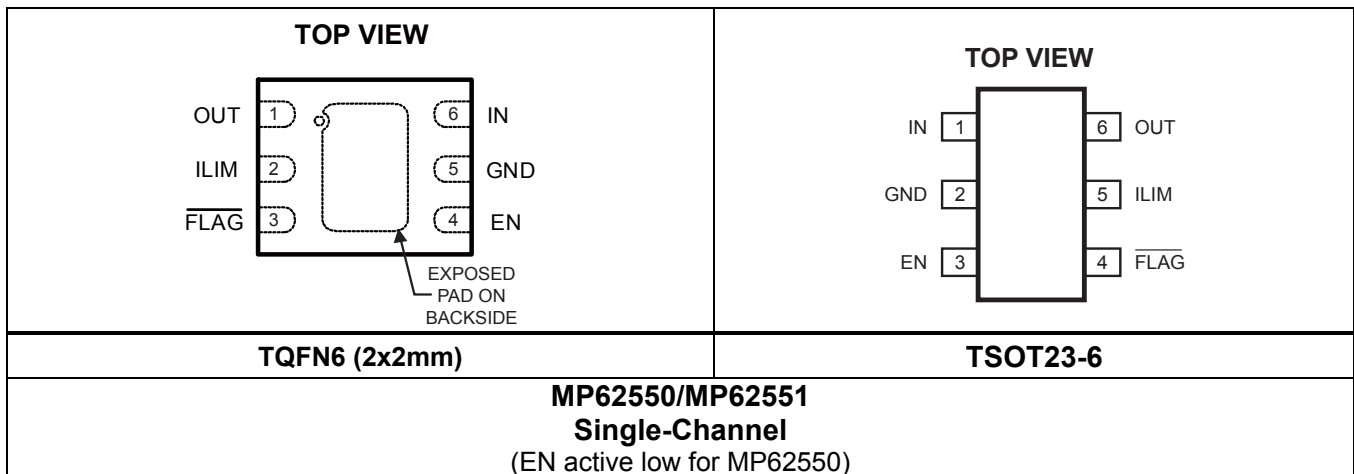 TOP VIEW
OUT 1
6 IN
ILIM 2
5 GND
FLAG 3
4 EN
EXPOSED
PAD ON
BACKSIDE
TOP VIEW
IN 1
6 OUT
GND 2
5 ILIM
EN 3
4 FLAG
TQFN6 (2x2mm)
TSOT23-6
MP62550/MP62551
Single-Channel
(EN active low for MP62550)